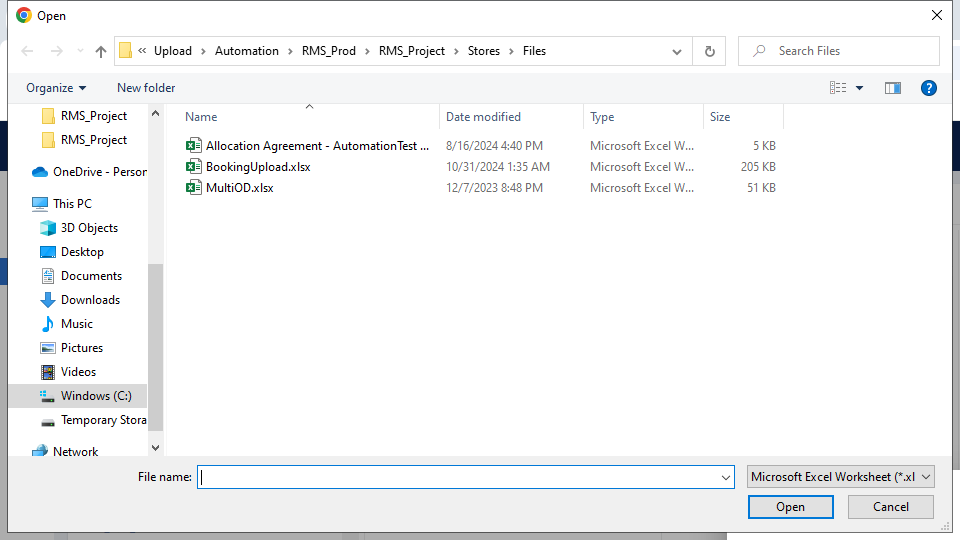 Open
« Upload > Automation > RMS_Prod > RMS_Project > Stores > Files
Search Files
Organize
New folder
Name
Date modified
Type
Size
RMS_Project
RMS_Project
OneDrive - Person
This PC
3D Objects
Desktop
Documents
Downloads
Music
Pictures
Videos
Windows (C:)
Temporary Stora
Network
Allocation Agreement - AutomationTest ... 8/16/2024 4:40 PM Microsoft Excel W... 5 KB
BookingUpload.xlsx 10/31/2024 1:35 AM Microsoft Excel W... 205 KB
MultiOD.xlsx 12/7/2023 8:48 PM Microsoft Excel W... 51 KB
File name:
Microsoft Excel Worksheet (*.xl
Open
Cancel